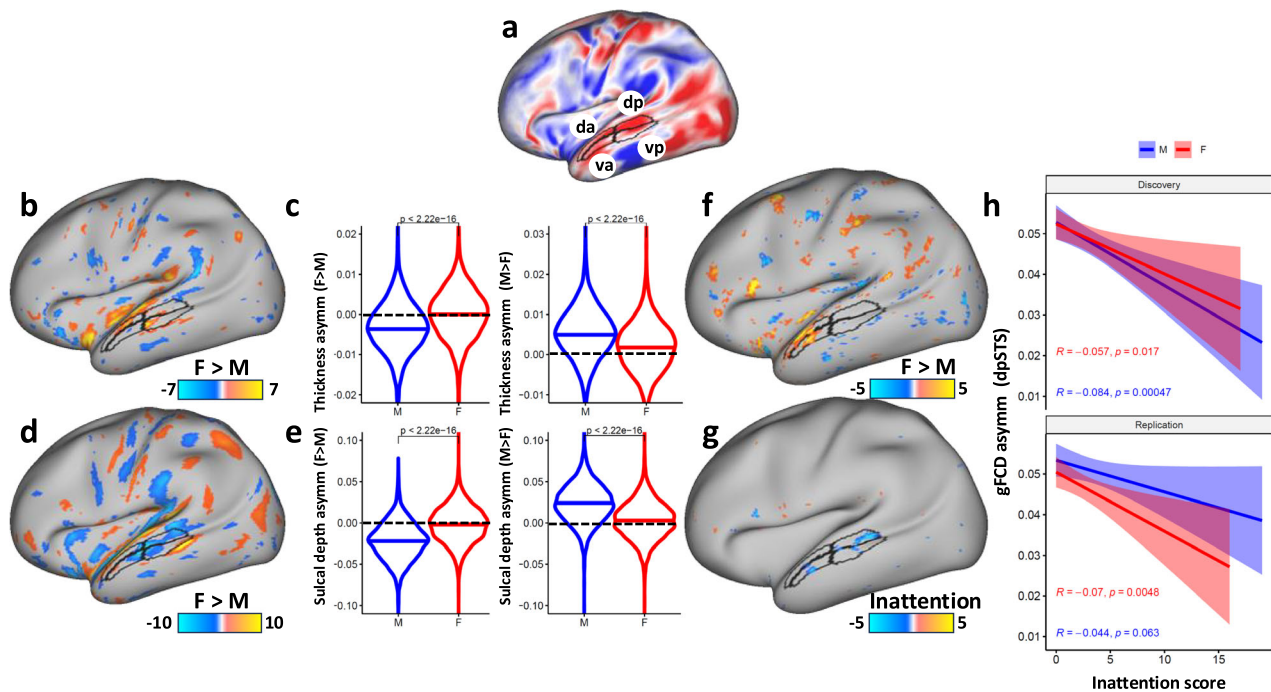 a
dp
da
vp
va
b
F > M
-7
7
c
Thickness asymm (F>M)
0.02
0.01
0.00
−0.01
−0.02
p < 2.22e−16
M
F
Thickness asymm (M>F)
0.03
0.02
0.01
0.00
−0.01
p < 2.22e−16
M
F
d
F > M
-10
10
e
Sulcal depth asymm (F>M)
0.10
0.05
0.00
−0.05
−0.10
p < 2.22e−16
M
F
Sulcal depth asymm (M>F)
0.10
0.05
0.00
−0.05
−0.10
p < 2.22e−16
M
F
f
F > M
-5
5
g
Inattention
-5
5
h
M
F
gFCD asymm (dpSTS)
Discovery
0.05
0.04
0.03
0.02
0.01
R = −0.057, p = 0.017
R = −0.084, p = 0.00047
Replication
0.05
0.04
0.03
0.02
0.01
R = −0.07, p = 0.0048
R = −0.044, p = 0.063
0
5
10
15
Inattention score